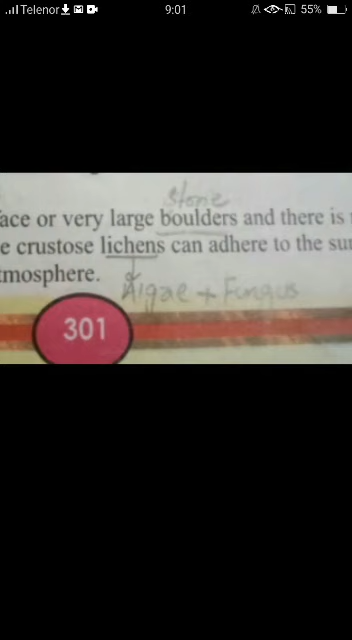 Telenor 9:01 55%
Stone
ace or very large boulders and there is
e crustose lichens can adhere to the su
tmosphere.
Algae + Fungus
301